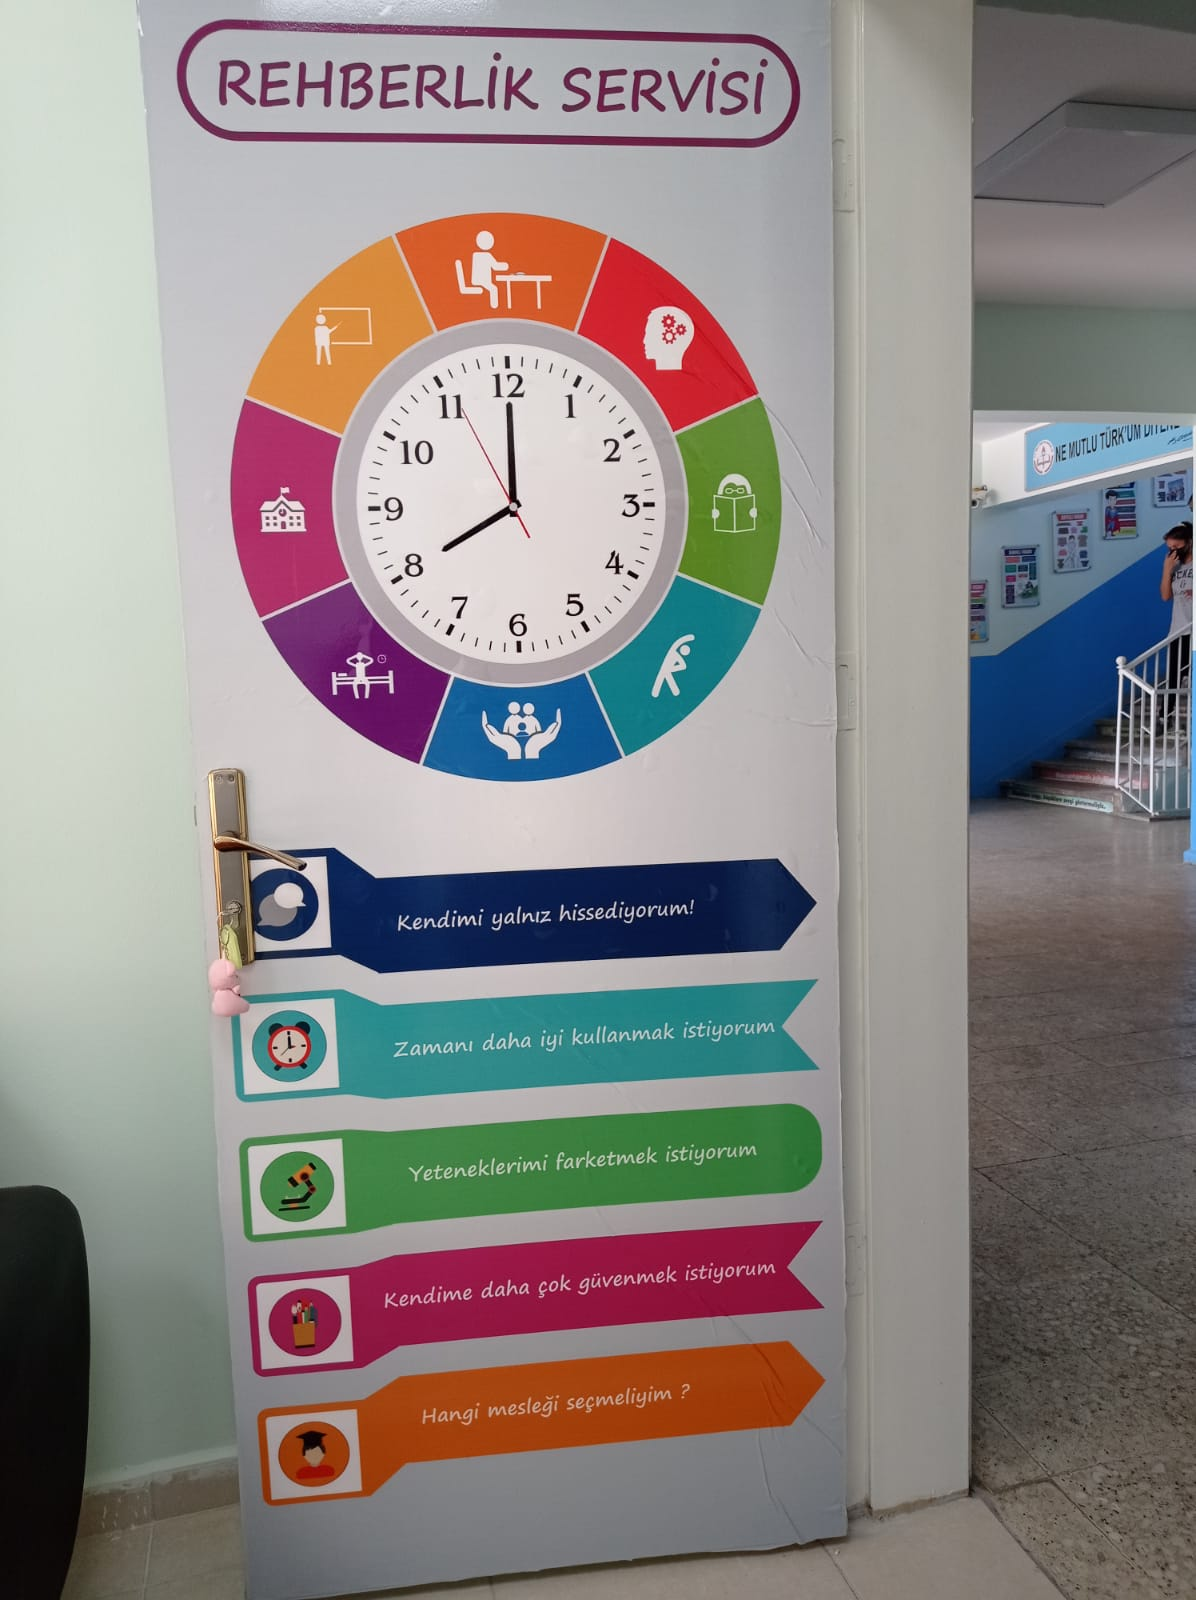 REHBERLİK SERVİSİ
12
11
1
10
2
9
3
8
4
7
5
6
NE MUTLU TÜRK'ÜM
Kendimi yalnız hissediyorum!
Zamanı daha iyi kullanmak istiyorum
Yeteneklerimi farketmek istiyorum
Kendime daha çok güvenmek istiyorum
Hangi mesleği seçmeliyim ?